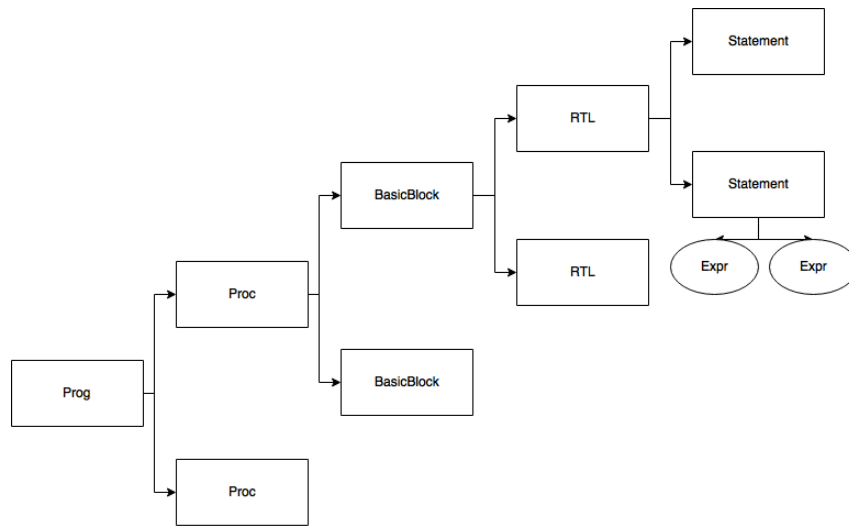 Statement
RTL
Statement
BasicBlock
Expr
Expr
RTL
Proc
BasicBlock
Prog
Proc